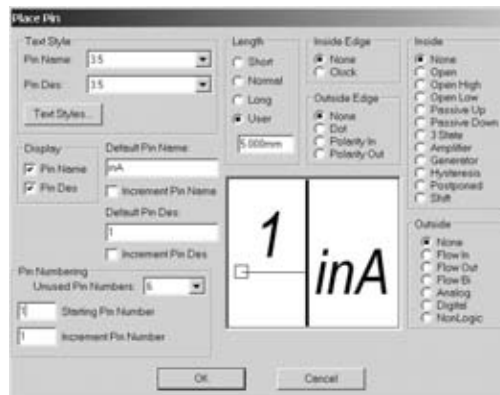 Place Pin
Text Style
Pin Name: 3.5
Pin Des: 3.5
Text Styles...
Display
Pin Name
Pin Des
Default Pin Name:
inA
Increment Pin Name
Default Pin Des:
1
Increment Pin Des
Pin Numbering
Unused Pin Numbers: 6
1 Starting Pin Number
1 Increment Pin Number
Length
Short
Normal
Long
User
5.000mm
Inside Edge
None
Clock
Outside Edge
None
Dot
Polarity In
Polarity Out
1
inA
Inside
None
Open
Open High
Open Low
Passive Up
Passive Down
3 State
Amplifier
Generator
Hysteresis
Postponed
Shift
Outside
None
Flow In
Flow Out
Flow Bi
Analog
Digital
NonLogic
OK
Cancel